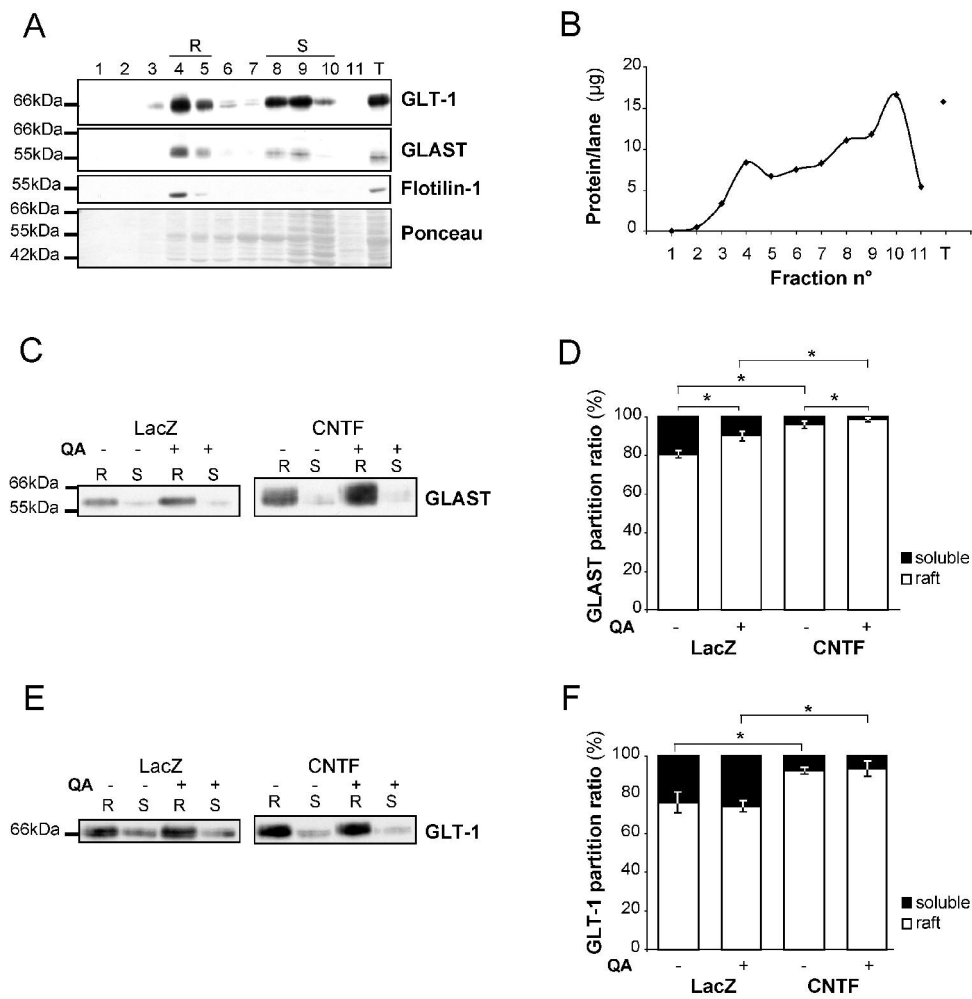 A
R S
1 2 3 4 5 6 7 8 9 10 11 T
66kDa GLT-1
66kDa
55kDa GLAST
55kDa Flotilin-1
66kDa
55kDa Ponceau
42kDa
B
Protein/lane (µg)
20
15
10
5
0
1 2 3 4 5 6 7 8 9 10 11 T
Fraction n°
C
LacZ CNTF
QA - - + + - - + +
R S R S R S R S
66kDa
55kDa GLAST
D
* * * *
GLAST partition ratio (%)
100
80
60
40
20
0
soluble
raft
QA - + - +
LacZ CNTF
E
LacZ CNTF
QA - - + + - - + +
R S R S R S R S
66kDa GLT-1
F
* *
GLT-1 partition ratio (%)
100
80
60
40
20
0
soluble
raft
QA - + - +
LacZ CNTF